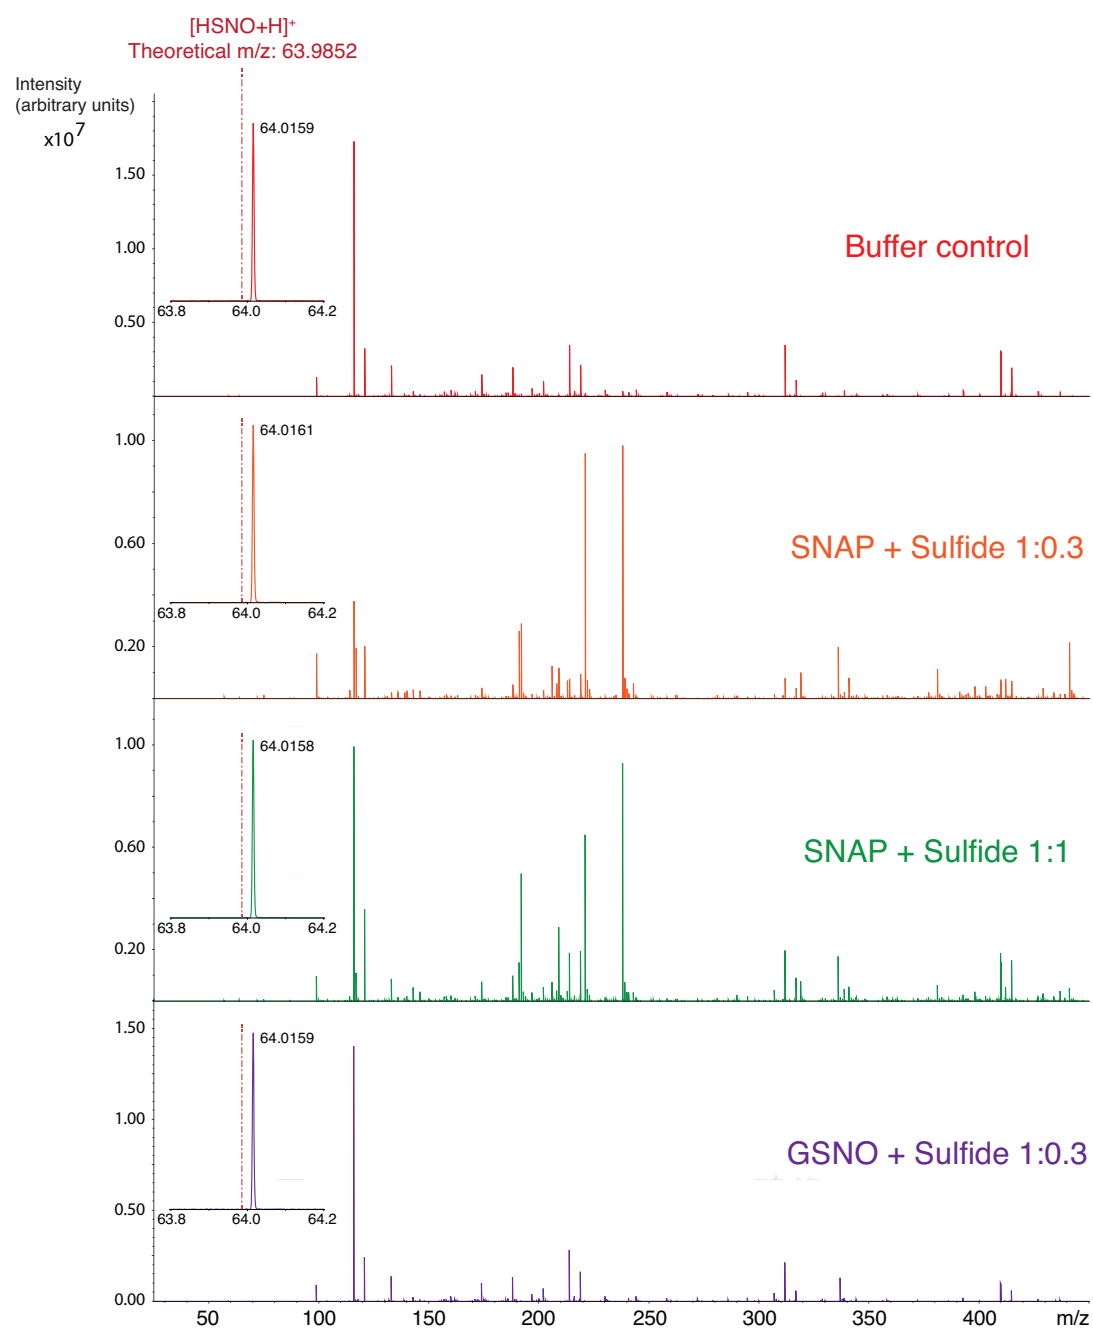 [HSNO+H]+
Theoretical m/z: 63.9852
Intensity
(arbitrary units)
x10^7
64.0159
1.50
1.00
0.50
63.8 64.0 64.2
Buffer control
64.0161
1.00
0.60
0.20
63.8 64.0 64.2
SNAP + Sulfide 1:0.3
64.0158
1.00
0.60
0.20
63.8 64.0 64.2
SNAP + Sulfide 1:1
64.0159
1.50
1.00
0.50
0.00
63.8 64.0 64.2
GSNO + Sulfide 1:0.3
50 100 150 200 250 300 350 400 m/z